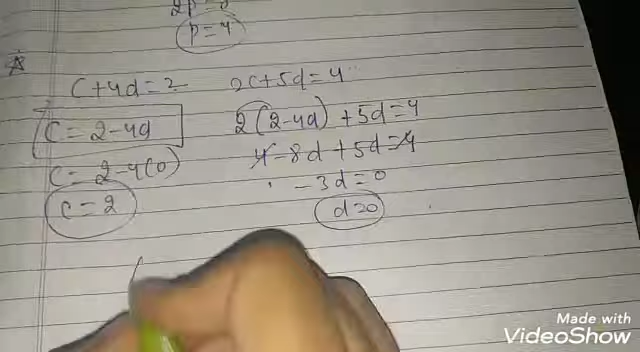 p=4
c+4d=2 2c+5d=4
c=2-4d 2(2-4d)+5d=4
c=2-4(0) 4-8d+5d=4
c=2 -3d=0
d=0
Made with
VideoShow